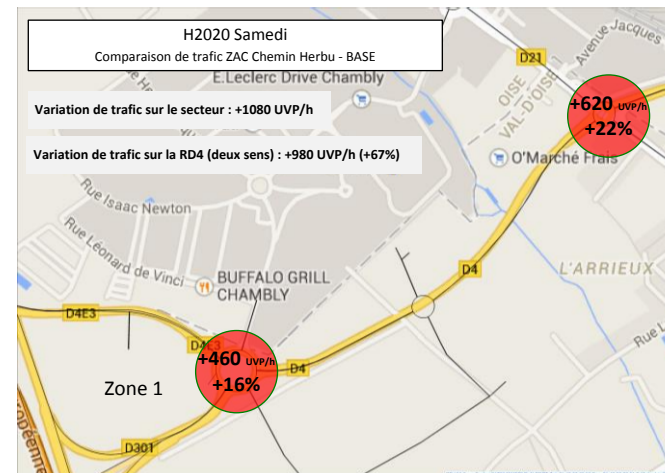 H2020 Samedi
Comparaison de trafic ZAC Chemin Herbu - BASE
E.Leclerc Drive Chambly
D21
Avenue Jacques
OISE
VAL-D'OISE
Variation de trafic sur le secteur : +1080 UVP/h
+620 UVP/h
+22%
Variation de trafic sur la RD4 (deux sens) : +980 UVP/h (+67%)
O'Marché Frais
Rue Isaac Newton
Rue Léonard de Vinci
BUFFALO GRILL
CHAMBLY
D4
L'ARRIEUX
D4E3
D4E3
+460 UVP/h
+16%
D4
Zone 1
D301